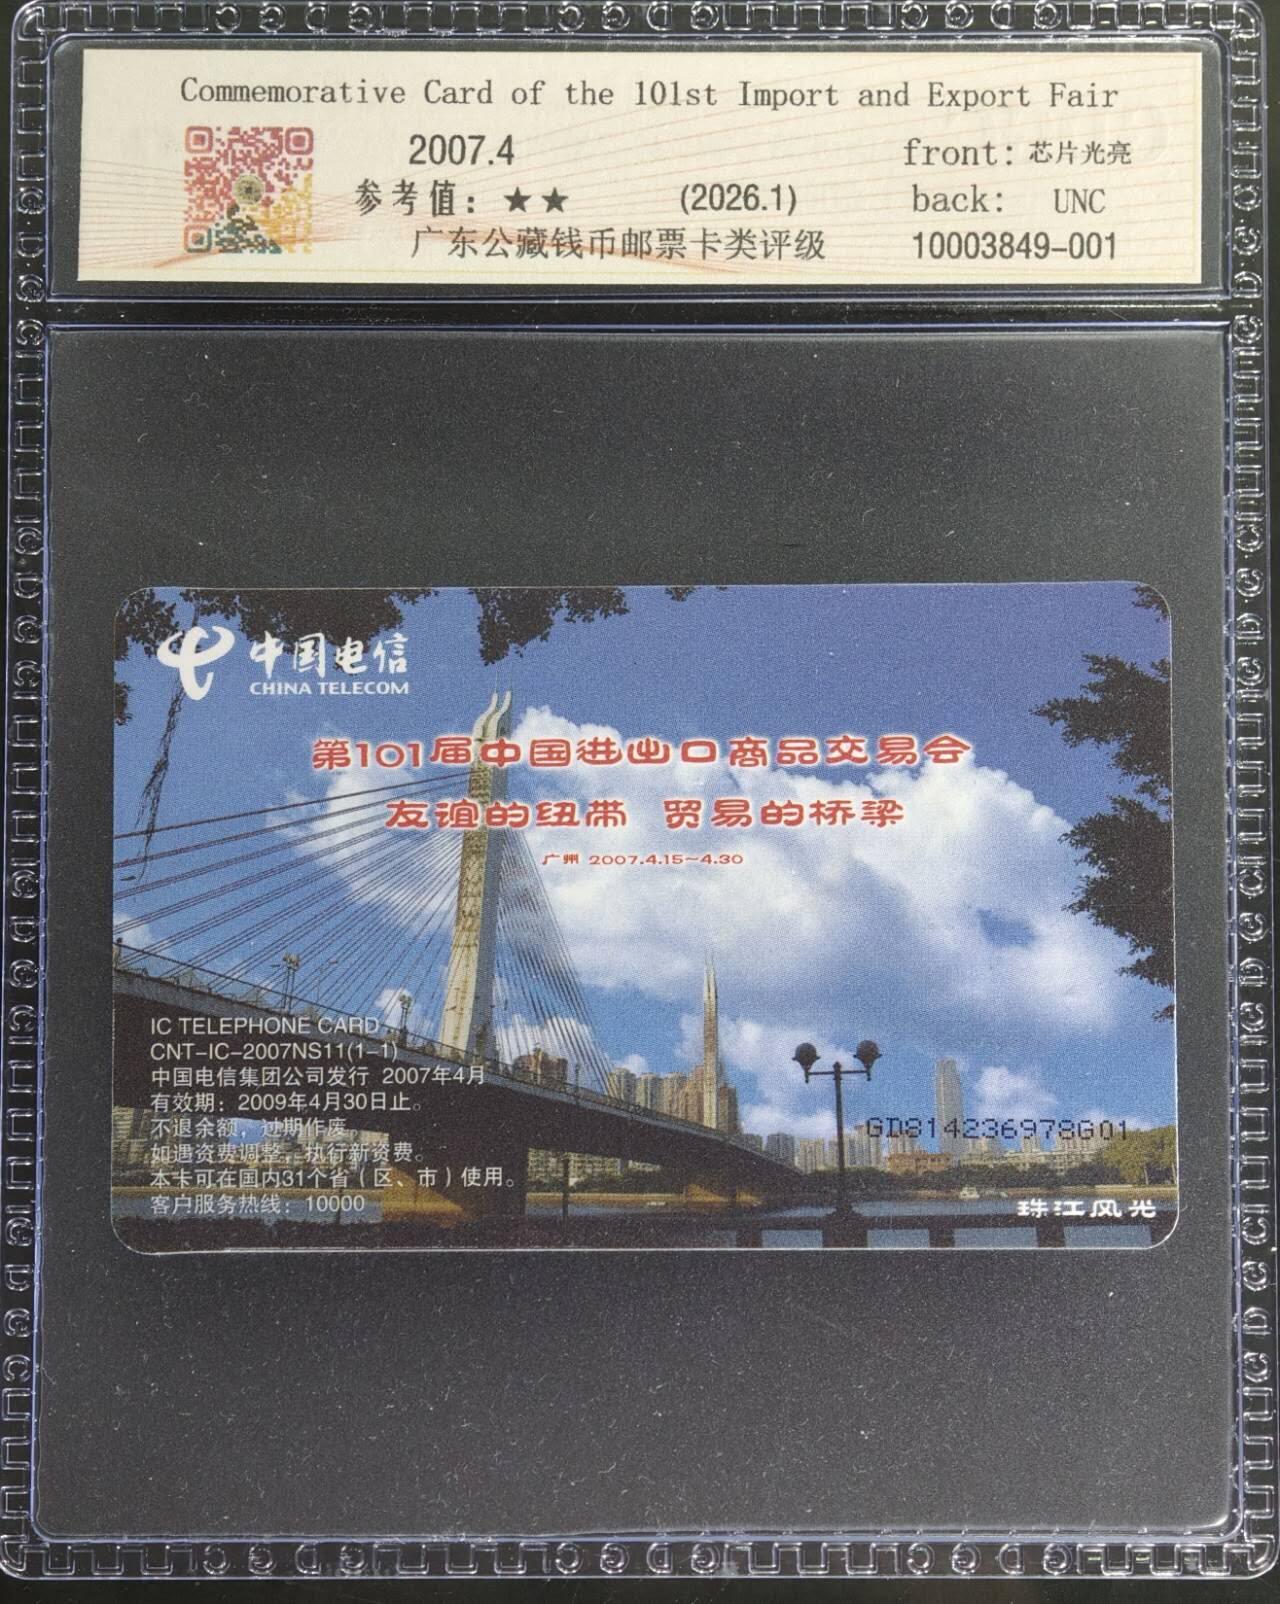 Commemorative Card of the 101st Import and Export Fair
2007.4
front: 芯片光亮
参考值：★★
(2026.1)
back: UNC
广东公藏钱币邮票卡类评级
10003849-001
中国电信
CHINA TELECOM
第101届中国进出口商品交易会
友谊的纽带 贸易的桥梁
广州 2007.4.15~4.30
IC TELEPHONE CARD
CNT-IC-2007NS11(1-1)
中国电信集团公司发行 2007年4月
有效期：2009年4月30日止。
不退余额，过期作废。
如遇资费调整，执行新资费。
本卡可在国内31个省（区、市）使用。
客户服务热线：10000
GD814236978G01
珠江风光